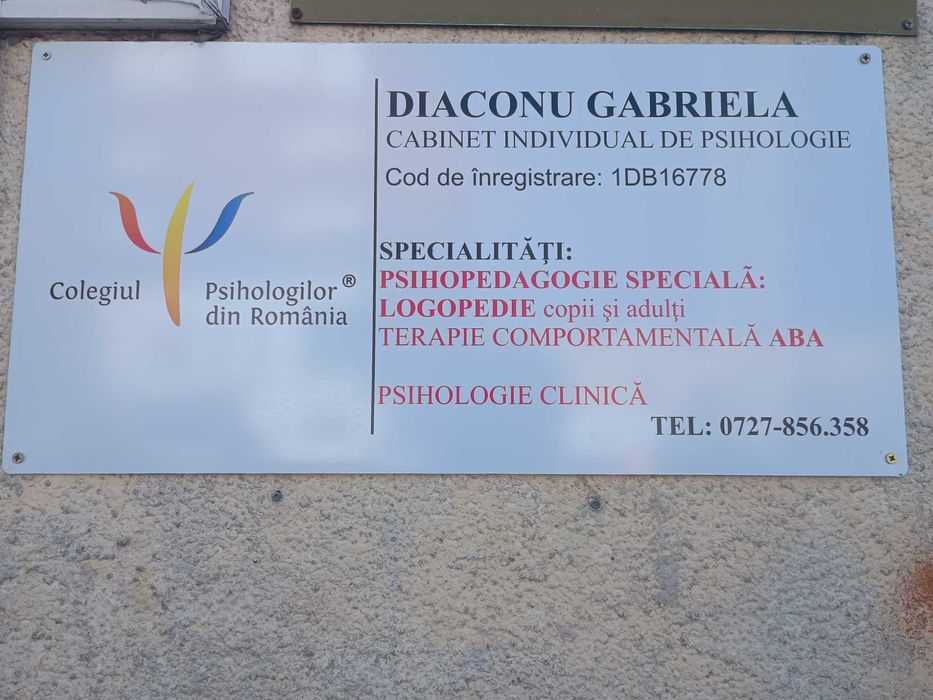 Colegiul Psihologilor®
din România
DIACONU GABRIELA
CABINET INDIVIDUAL DE PSIHOLOGIE
Cod de înregistrare: 1DB16778
SPECIALITĂŢI:
PSIHOPEDAGOGIE SPECIALÃ:
LOGOPEDIE copii şi adulţi
TERAPIE COMPORTAMENTALĂ ABA
PSIHOLOGIE CLINICĂ
TEL: 0727-856.358